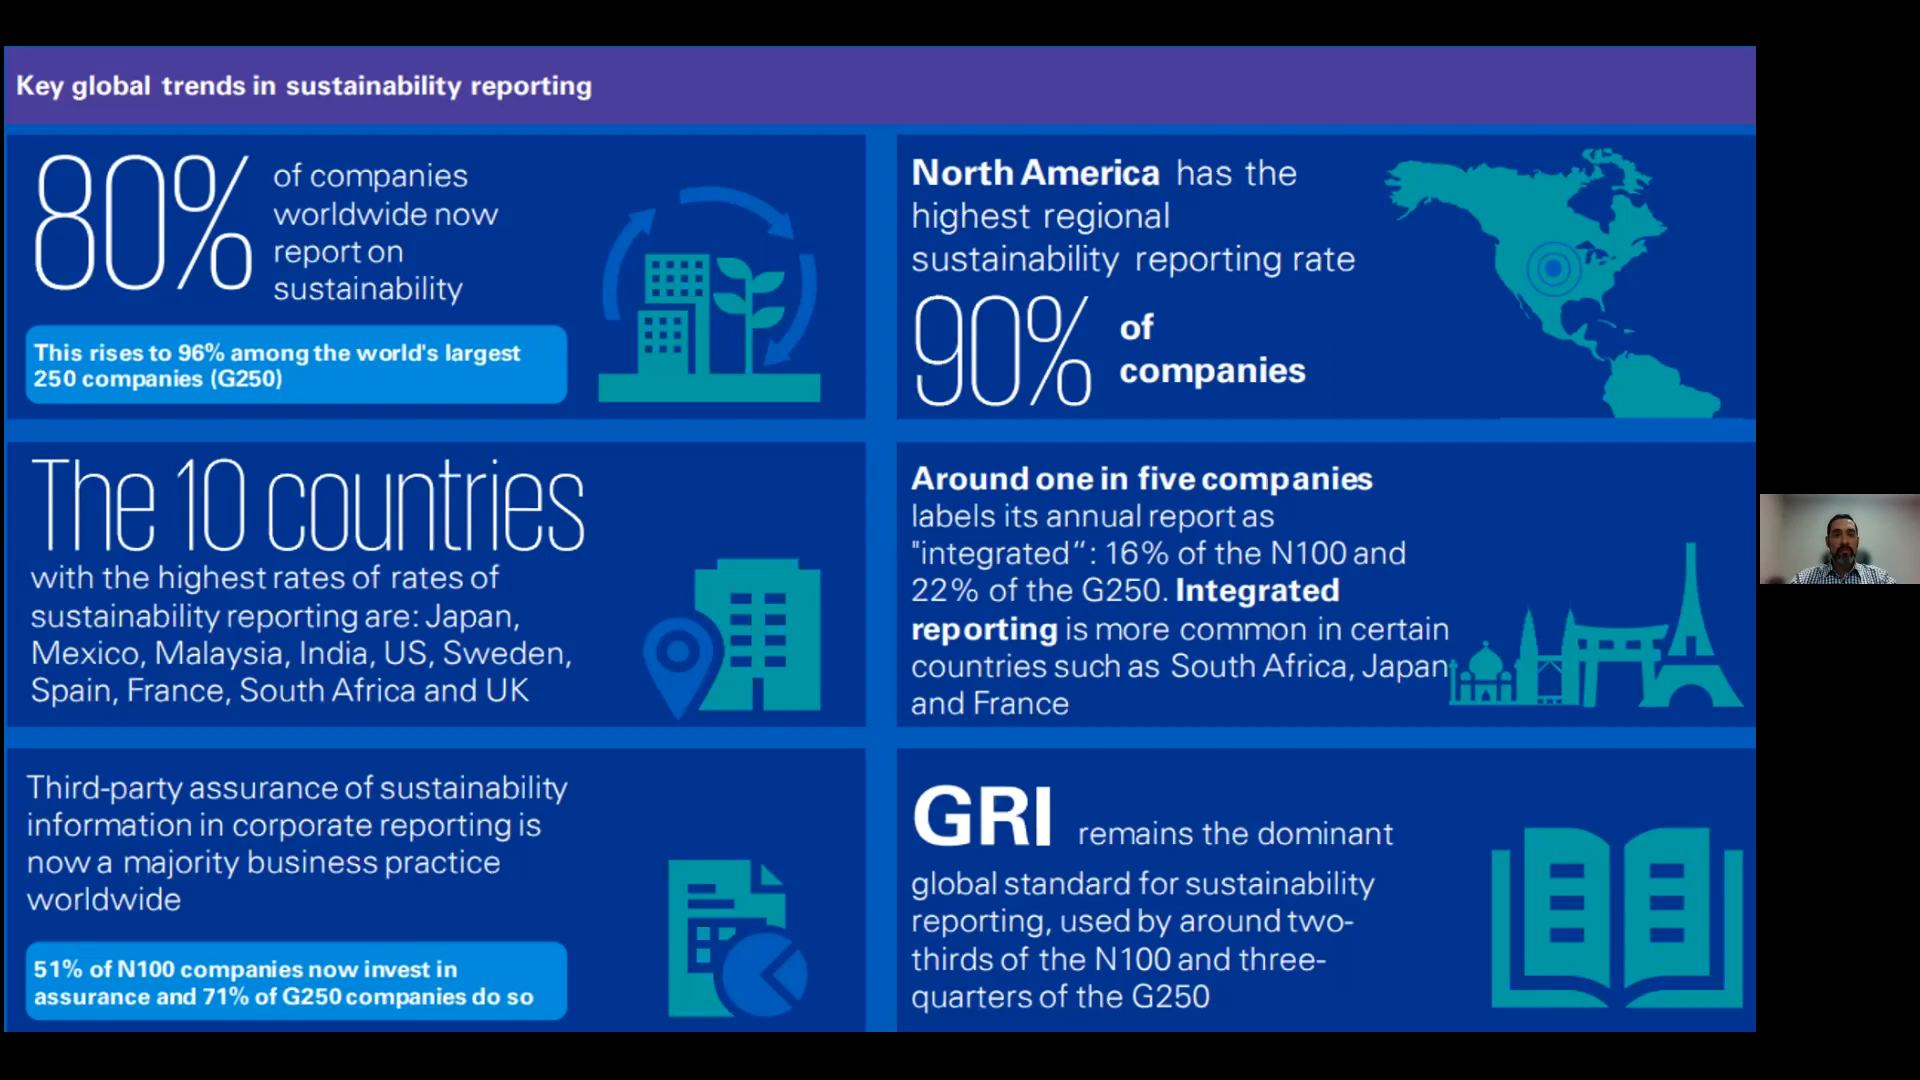 Key global trends in sustainability reporting
80%
of companies
worldwide now
report on
sustainability
This rises to 96% among the world's largest
250 companies (G250)
North America has the
highest regional
sustainability reporting rate
90%
of
companies
The 10 countries
with the highest rates of rates of
sustainability reporting are: Japan,
Mexico, Malaysia, India, US, Sweden,
Spain, France, South Africa and UK
Around one in five companies
labels its annual report as
"integrated“: 16% of the N100 and
22% of the G250. Integrated
reporting is more common in certain
countries such as South Africa, Japan
and France
Third-party assurance of sustainability
information in corporate reporting is
now a majority business practice
worldwide
51% of N100 companies now invest in
assurance and 71% of G250 companies do so
GRI remains the dominant
global standard for sustainability
reporting, used by around two-
thirds of the N100 and three-
quarters of the G250